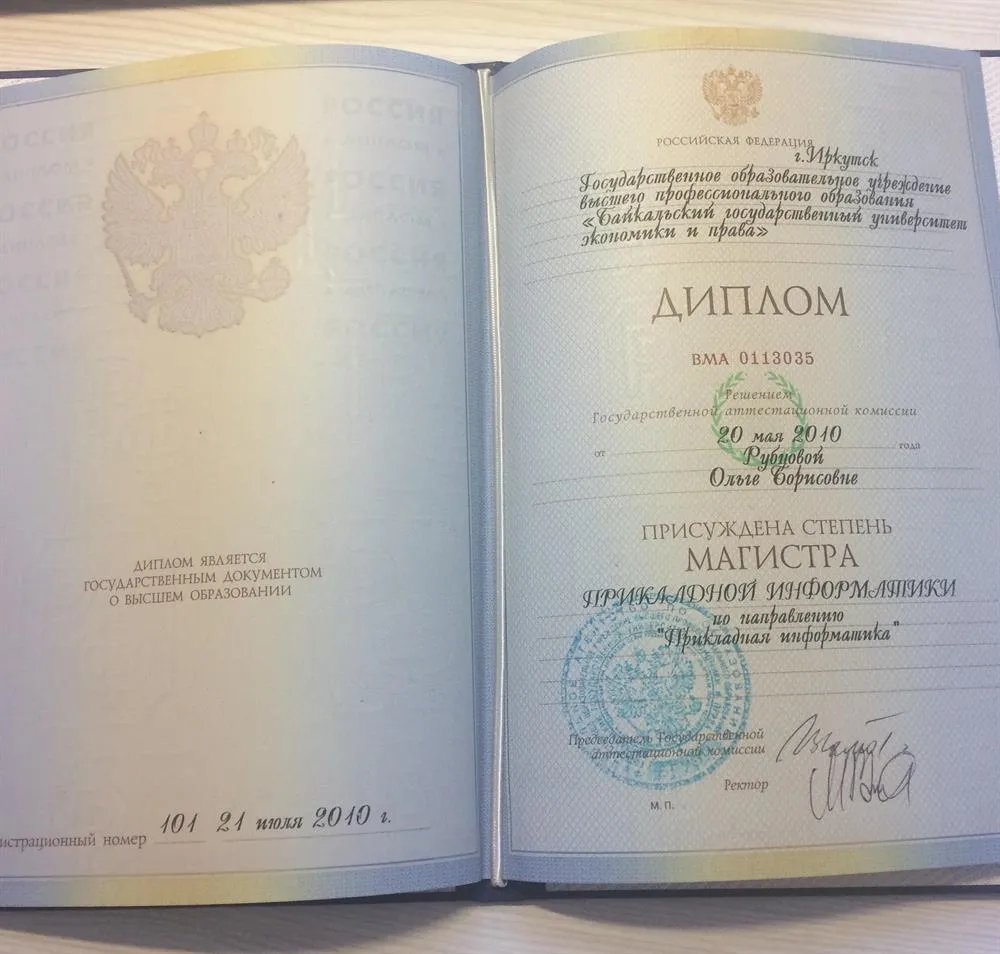 ДИПЛОМ ЯВЛЯЕТСЯ
ГОСУДАРСТВЕННЫМ ДОКУМЕНТОМ
О ВЫСШЕМ ОБРАЗОВАНИИ
истрационный номер 101 21 июля 2010 г.
РОССИЙСКАЯ ФЕДЕРАЦИЯ
г.Иркутск
Государственное образовательное учреждение
высшего профессионального образования
«Байкальский государственный университет
экономики и права»
ДИПЛОМ
ВМА 0113035
Решением
Государственной аттестационной комиссии
от 20 мая 2010 года
Рубцовой
Ольге Борисовне
ПРИСУЖДЕНА СТЕПЕНЬ
МАГИСТРА
ПРИКЛАДНОЙ ИНФОРМАТИКИ
по направлению
"Прикладная информатика"
Председатель Государственной
аттестационной комиссии
Ректор
М.П.